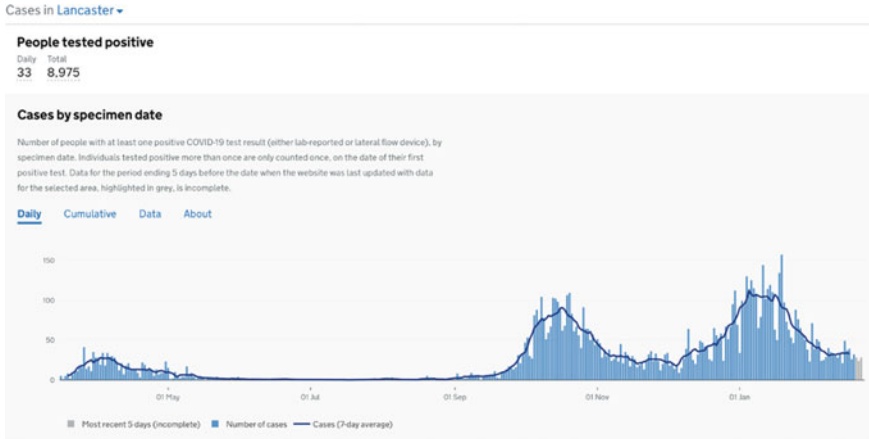 Cases in Lancaster
People tested positive
Daily Total
33 8,975
Cases by specimen date
Number of people with at least one positive COVID-19 test result (either lab-reported or lateral flow device), by
specimen date. Individuals tested positive more than once are only counted once, on the date of their first
positive test. Data for the period ending 5 days before the date when the website was last updated with data
for the selected area, highlighted in grey, is incomplete.
Daily Cumulative Data About
150
100
50
0
01 May 01 Jul 01 Sep 01 Nov 01 Jan
Most recent 5 days (incomplete) Number of cases Cases (7-day average)